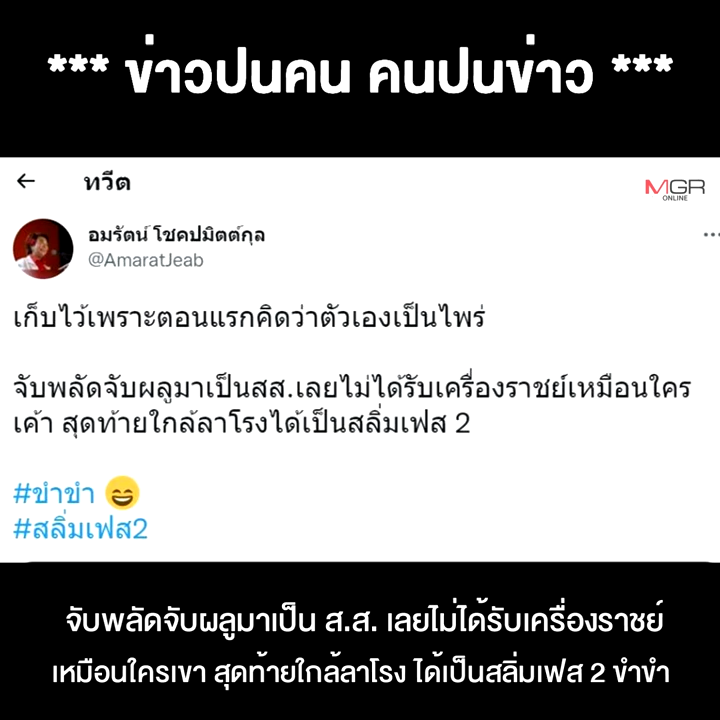 *** ข่าวปนคน คนปนข่าว ***
← ทวีต
MGR
ONLINE
อมรัตน์ โชคปมิตต์กุล
@AmaratJeab
เก็บไว้เพราะตอนแรกคิดว่าตัวเองเป็นไพร่
จับพลัดจับผลูมาเป็นสส.เลยไม่ได้รับเครื่องราชย์เหมือนใคร
เค้า สุดท้ายใกล้ลาโรงได้เป็นสลิ่มเฟส 2
#ขำขำ 😄
#สลิ่มเฟส2
จับพลัดจับผลูมาเป็น ส.ส. เลยไม่ได้รับเครื่องราชย์
เหมือนใครเขา สุดท้ายใกล้ลาโรง ได้เป็นสลิ่มเฟส 2 ขำขำ